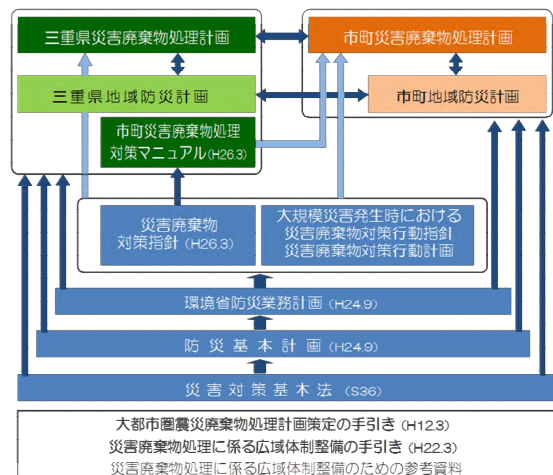 三重県災害廃棄物処理計画
市町災害廃棄物処理計画
三重県地域防災計画
市町地域防災計画
市町災害廃棄物処理
対策マニュアル(H26.3)
災害廃棄物
対策指針(H26.3)
大規模災害発生時における
災害廃棄物対策行動指針
災害廃棄物対策行動計画
環境省防災業務計画(H24.9)
防災基本計画(H24.9)
災害対策基本法(S36)
大都市圏震災廃棄物処理計画策定の手引き(H12.3)
災害廃棄物処理に係る広域体制整備の手引き(H22.3)
災害廃棄物処理に係る広域体制整備のための参考資料